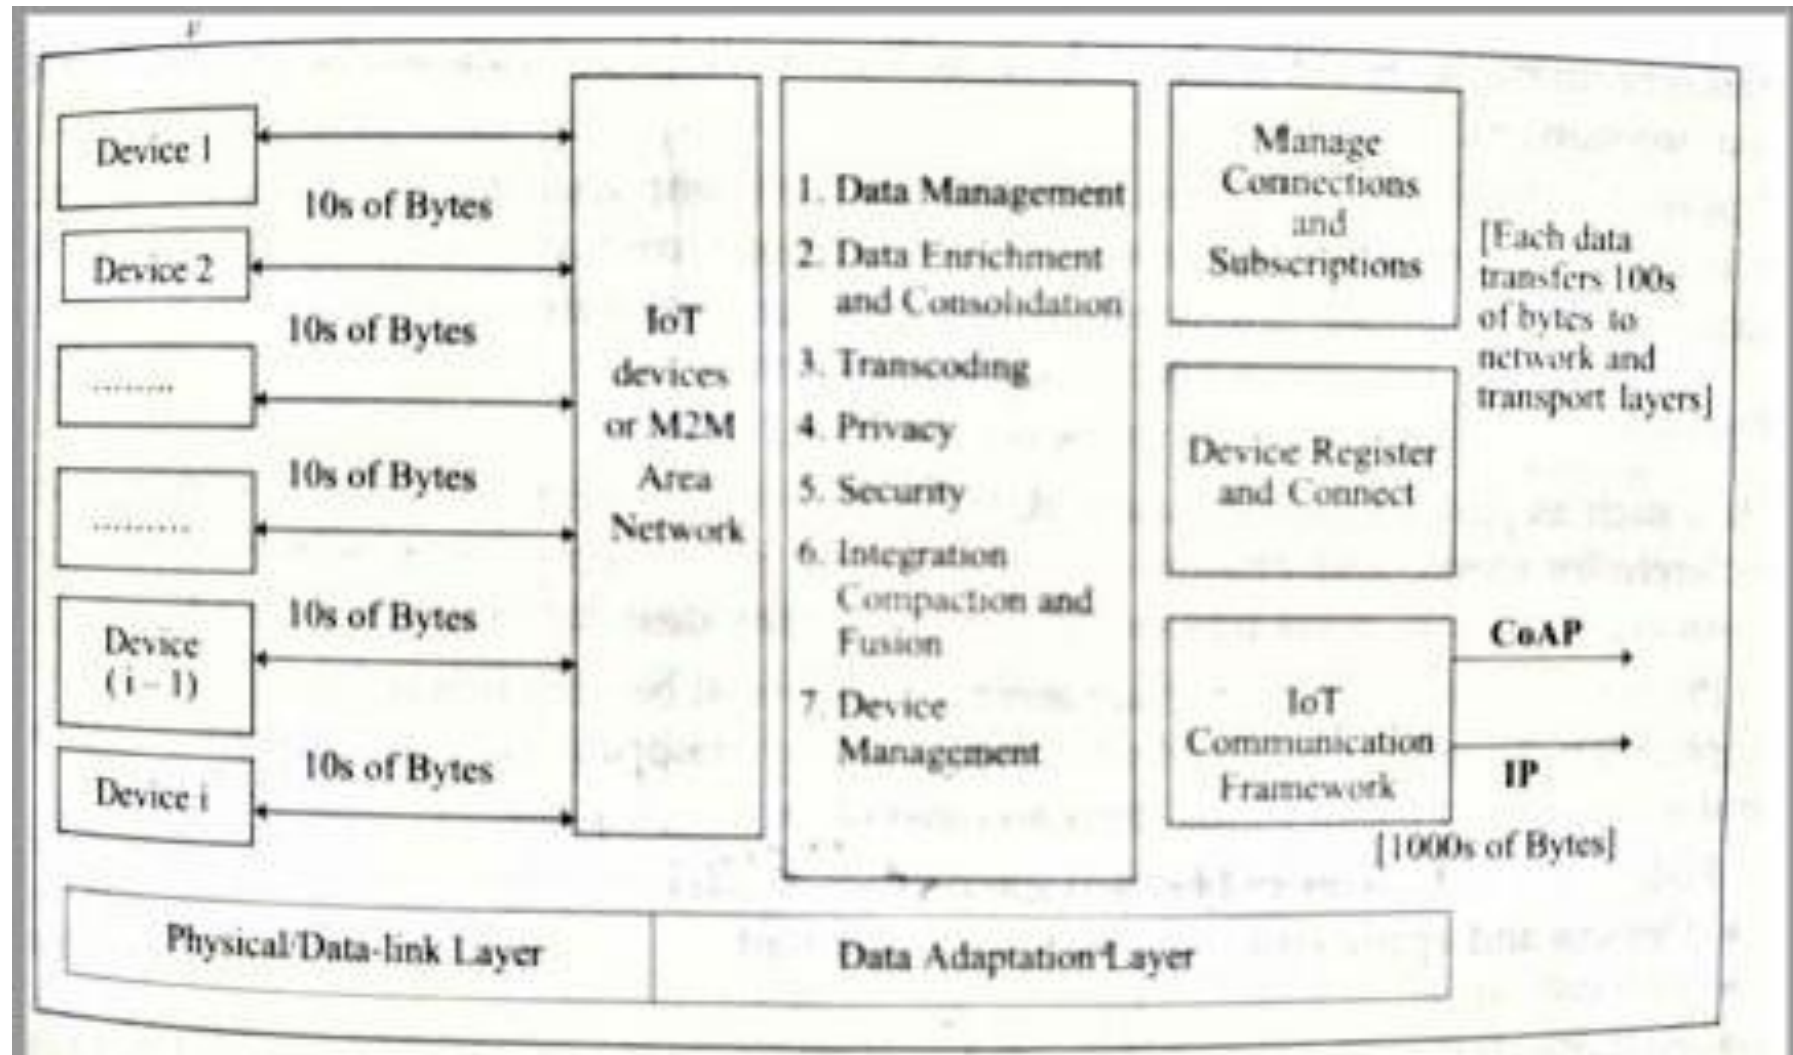 Device 1
10s of Bytes
Device 2
10s of Bytes
.........
10s of Bytes
..........
10s of Bytes
Device
(i – 1)
10s of Bytes
Device i
IoT
devices
or M2M
Area
Network
1. Data Management
2. Data Enrichment
and Consolidation
3. Transcoding
4. Privacy
5. Security
6. Integration
Compaction and
Fusion
7. Device
Management
Manage
Connections
and
Subscriptions
[Each data
transfers 100s
of bytes to
network and
transport layers]
Device Register
and Connect
IoT
Communication
Framework
CoAP
IP
[1000s of Bytes]
Physical/Data-link Layer
Data Adaptation Layer